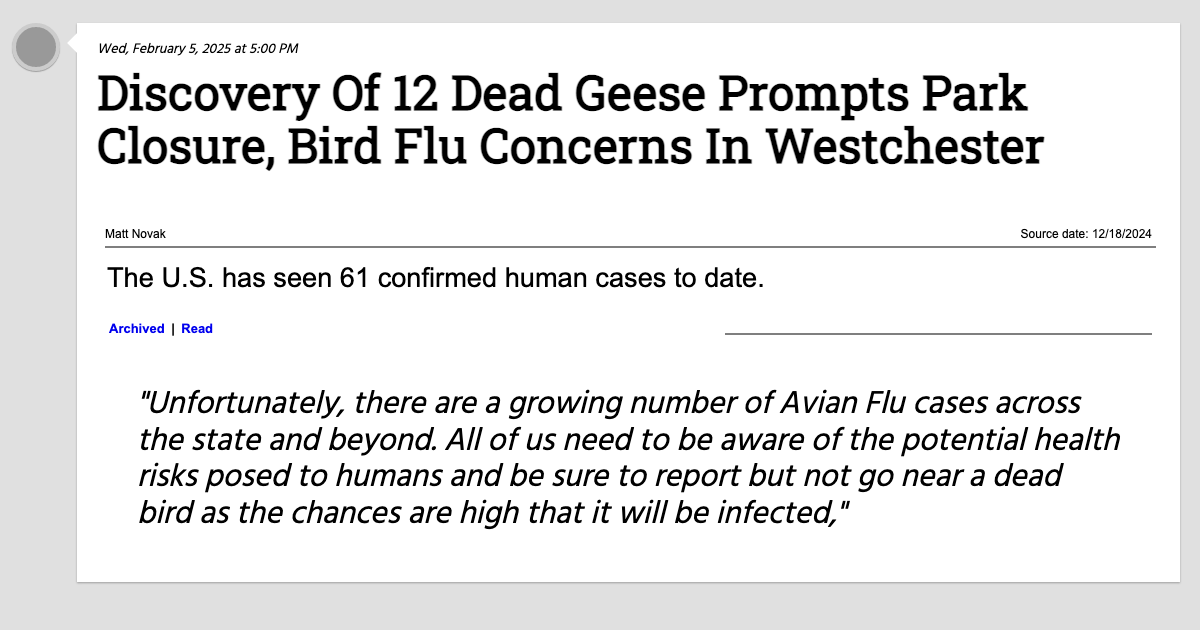 Wed, February 5, 2025 at 5:00 PM
Discovery Of 12 Dead Geese Prompts Park
Closure, Bird Flu Concerns In Westchester
Matt Novak
Source date: 12/18/2024
The U.S. has seen 61 confirmed human cases to date.
Archived | Read
"Unfortunately, there are a growing number of Avian Flu cases across
the state and beyond. All of us need to be aware of the potential health
risks posed to humans and be sure to report but not go near a dead
bird as the chances are high that it will be infected,"